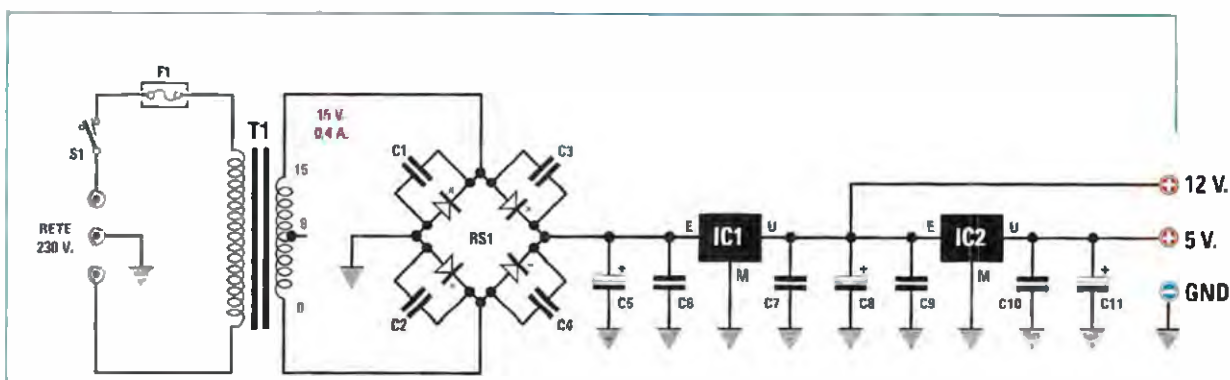 F1
S1
T1
15 V.
0,4 A.
15
8
0
RETE
230 V.
C1
C3
C2
C4
RS1
C5
C6
E
IC1
U
M
C7
C8
C9
E
IC2
U
M
C10
C11
12 V.
5 V.
GND